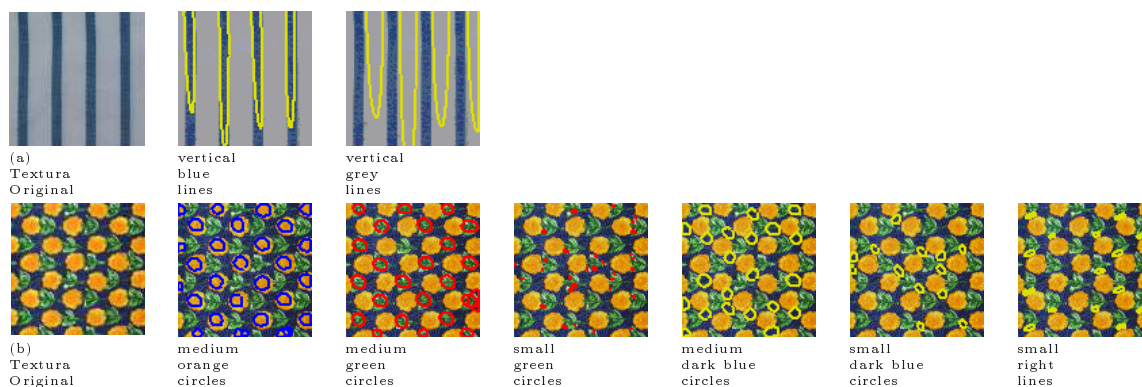 (a)
Textura
Original
vertical
blue
lines
vertical
grey
lines
(b)
Textura
Original
medium
orange
circles
medium
green
circles
small
green
circles
medium
dark blue
circles
small
dark blue
circles
small
right
lines